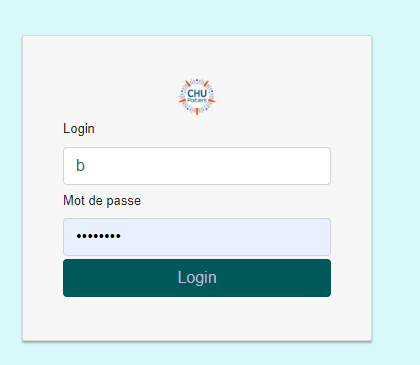 CHU
Poitiers
Login
b
Mot de passe
••••••••
Login